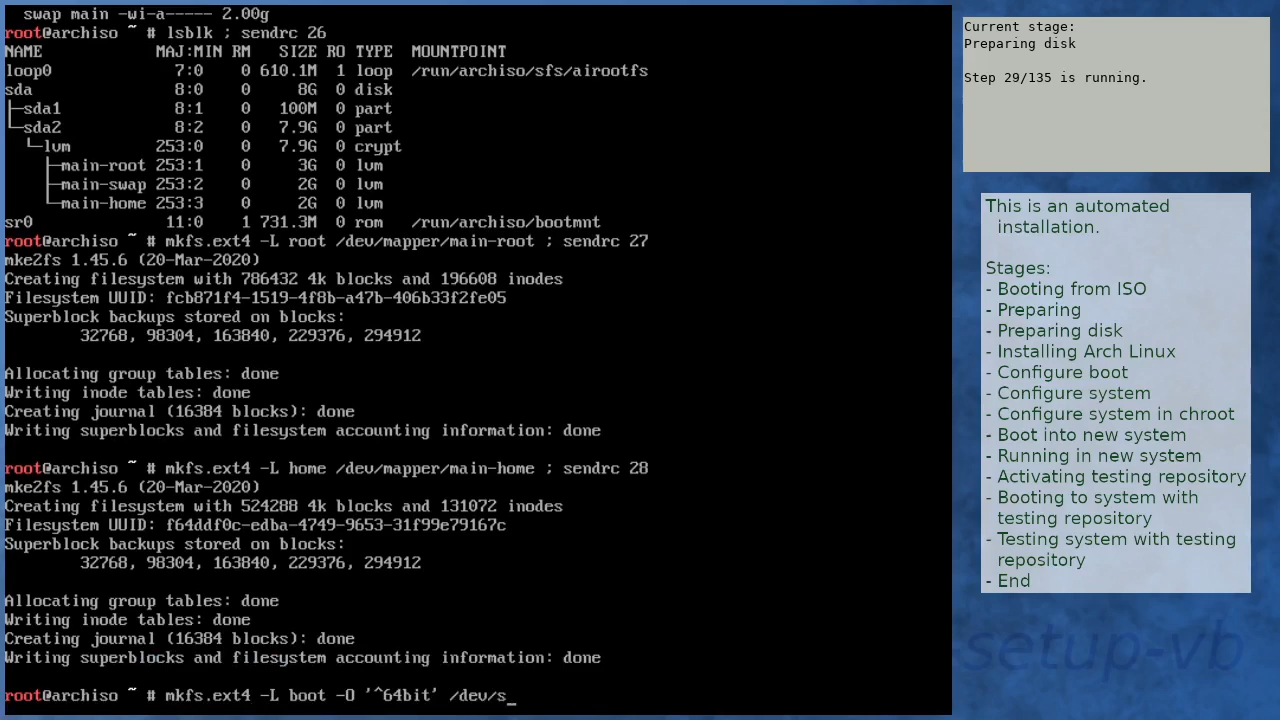 swap main -wi-a----- 2.00g
root@archiso ~ # lsblk ; sendrc 26
NAME            MAJ:MIN RM   SIZE RO TYPE  MOUNTPOINT
loop0             7:0    0 610.1M  1 loop  /run/archiso/sfs/airootfs
sda               8:0    0     8G  0 disk
├─sda1            8:1    0   100M  0 part
└─sda2            8:2    0   7.9G  0 part
  └─lvm         253:0    0   7.9G  0 crypt
    ├─main-root 253:1    0     3G  0 lvm
    ├─main-swap 253:2    0     2G  0 lvm
    └─main-home 253:3    0     2G  0 lvm
sr0              11:0    1 731.3M  0 rom   /run/archiso/bootmnt
root@archiso ~ # mkfs.ext4 -L root /dev/mapper/main-root ; sendrc 27
mke2fs 1.45.6 (20-Mar-2020)
Creating filesystem with 786432 4k blocks and 196608 inodes
Filesystem UUID: fcb871f4-1519-4f8b-a47b-406b33f2fe05
Superblock backups stored on blocks:
        32768, 98304, 163840, 229376, 294912

Allocating group tables: done
Writing inode tables: done
Creating journal (16384 blocks): done
Writing superblocks and filesystem accounting information: done

root@archiso ~ # mkfs.ext4 -L home /dev/mapper/main-home ; sendrc 28
mke2fs 1.45.6 (20-Mar-2020)
Creating filesystem with 524288 4k blocks and 131072 inodes
Filesystem UUID: f64ddf0c-edba-4749-9653-31f99e79167c
Superblock backups stored on blocks:
        32768, 98304, 163840, 229376, 294912

Allocating group tables: done
Writing inode tables: done
Creating journal (16384 blocks): done
Writing superblocks and filesystem accounting information: done

root@archiso ~ # mkfs.ext4 -L boot -O '^64bit' /dev/s_
Current stage:
Preparing disk

Step 29/135 is running.
This is an automated
installation.

Stages:
- Booting from ISO
- Preparing
- Preparing disk
- Installing Arch Linux
- Configure boot
- Configure system
- Configure system in chroot
- Boot into new system
- Running in new system
- Activating testing repository
- Booting to system with
testing repository
- Testing system with testing
repository
- End
setup-vb